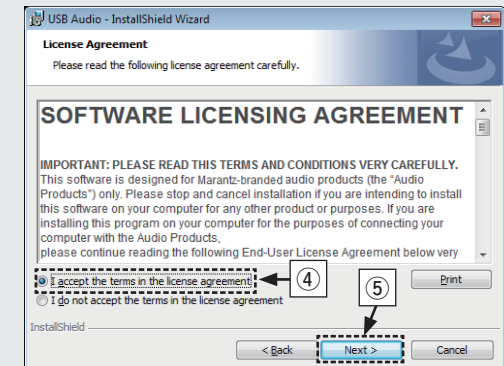 USB Audio - InstallShield Wizard
License Agreement
Please read the following license agreement carefully.
SOFTWARE LICENSING AGREEMENT
IMPORTANT: PLEASE READ THIS TERMS AND CONDITIONS VERY CAREFULLY.
This software is designed for Marantz-branded audio products (the "Audio
Products") only. Please stop and cancel installation if you are intending to install
this software on your computer for any other product or purposes. If you are
installing this program on your computer for the purposes of connecting your
computer with the Audio Products,
please continue reading the following End-User License Agreement below very
I accept the terms in the license agreement
④
Print
I do not accept the terms in the license agreement
⑤
InstallShield
< Back
Next >
Cancel